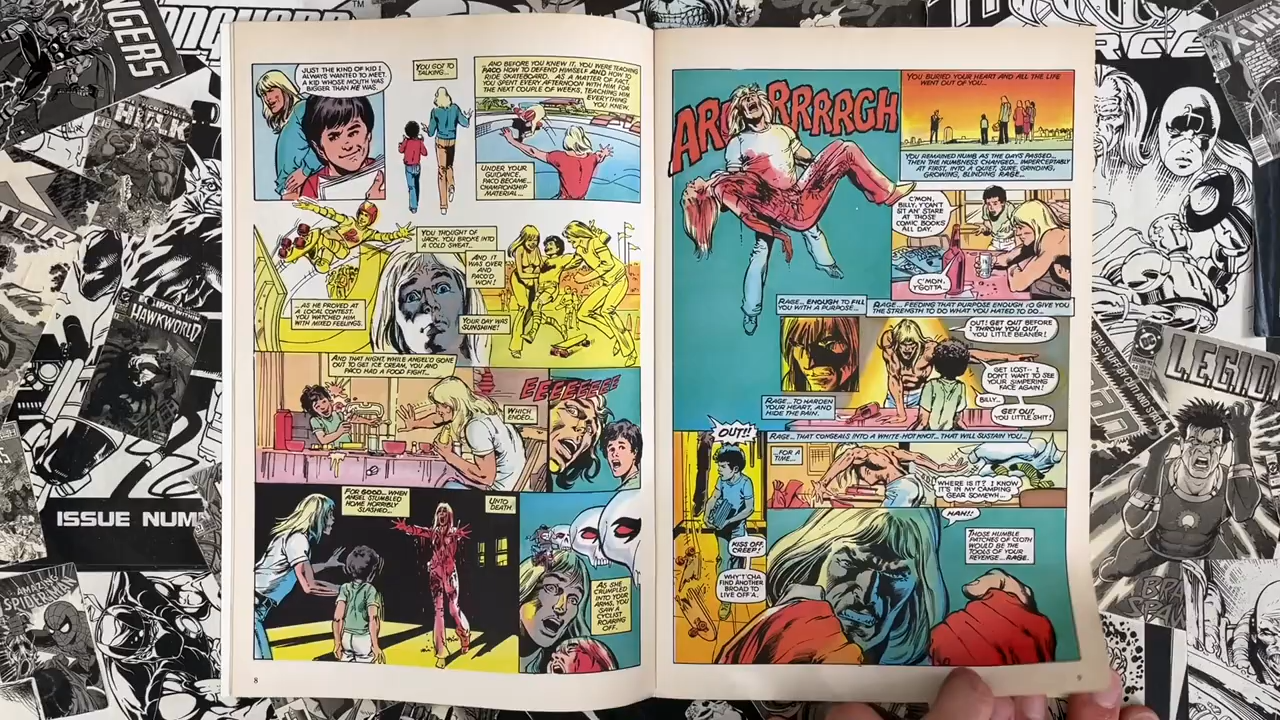 JUST THE KIND OF KID I
ALWAYS WANTED TO MEET.
A KID WHOSE MOUTH WAS
BIGGER THAN HE WAS.
YOU GOT TO
TALKING...
AND BEFORE YOU KNEW IT, YOU WERE TEACHING
PACO HOW TO DEFEND HIMSELF AND HOW TO
RIDE SKATEBOARD. AS A MATTER OF FACT,
YOU SPENT EVERY AFTERNOON WITH HIM FOR
THE NEXT COUPLE OF WEEKS, TEACHING HIM
EVERYTHING
YOU KNEW.
UNDER YOUR
GUIDANCE,
PACO BECAME...
CHAMPIONSHIP
MATERIAL...
...AS HE PROVED AT
A LOCAL CONTEST.
YOU WATCHED HIM
WITH MIXED FEELINGS.
YOU THOUGHT OF
JACK. YOU BROKE INTO
A COLD SWEAT...
AND IT
WAS OVER
AND
PACO'D
WON!
YOUR DAY WAS
SUNSHINE!
AND THAT NIGHT, WHILE ANGEL'D GONE
OUT TO GET ICE CREAM, YOU AND
PACO HAD A FOOD FIGHT...
WHICH
ENDED...
EEEEEEEE
FOR GOOD... WHEN
ANGEL STUMBLED
HOME HORRIBLY
SLASHED...
UNTO
DEATH.
AS SHE
CRUMPLED
INTO YOUR
ARMS, YOU
SAW A
CYCLIST
ROARING
OFF.
8
YOU BURIED YOUR HEART AND ALL THE LIFE
WENT OUT OF YOU...
YOU REMAINED NUMB AS THE DAYS PASSED...
THEN THE NUMBNESS CHANGED... IMPERCEPTABLY
AT FIRST, INTO A QUIET, SURE, GRINDING,
GROWING, BLINDING RAGE...
C'MON,
BILLY. Y'CAN'T
SIT AN' STARE
AT THOSE
COMIC BOOKS
ALL DAY.
C'MON.
GOTTA...
RAGE... ENOUGH TO FILL
YOU WITH A PURPOSE...
RAGE... FEEDING THAT PURPOSE ENOUGH TO GIVE YOU
THE STRENGTH TO DO WHAT YOU HATED TO DO...
OUT! GET OUT BEFORE
I THROW YOU OUT,
YOU LITTLE BEANER!
GET LOST-- I
DON'T WANT TO SEE
YOUR SIMPERING
FACE AGAIN!
BILLY...
GET OUT,
YOU LITTLE SHIT!
RAGE... TO HARDEN
YOUR HEART, AND
HIDE THE PAIN.
OUT!!
RAGE... THAT CONGEALS INTO A WHITE-HOT KNOT... THAT WILL SUSTAIN YOU...
...FOR A
TIME...
WHERE IS IT? I KNOW
IT'S IN MY CAMPING
GEAR SOMEWH...
KISS OFF,
CREEP!
WHY'T'CHA
FIND ANOTHER
BROAD TO
LIVE OFF'A.
HAH!!
THOSE HUMBLE
PATCHES OF CLOTH
WOULD BE THE
TOOLS OF YOUR
REVENGE... RAGE.
9
HULK
HAWKWORLD
ISSUE NUM
L.E.G.I.O